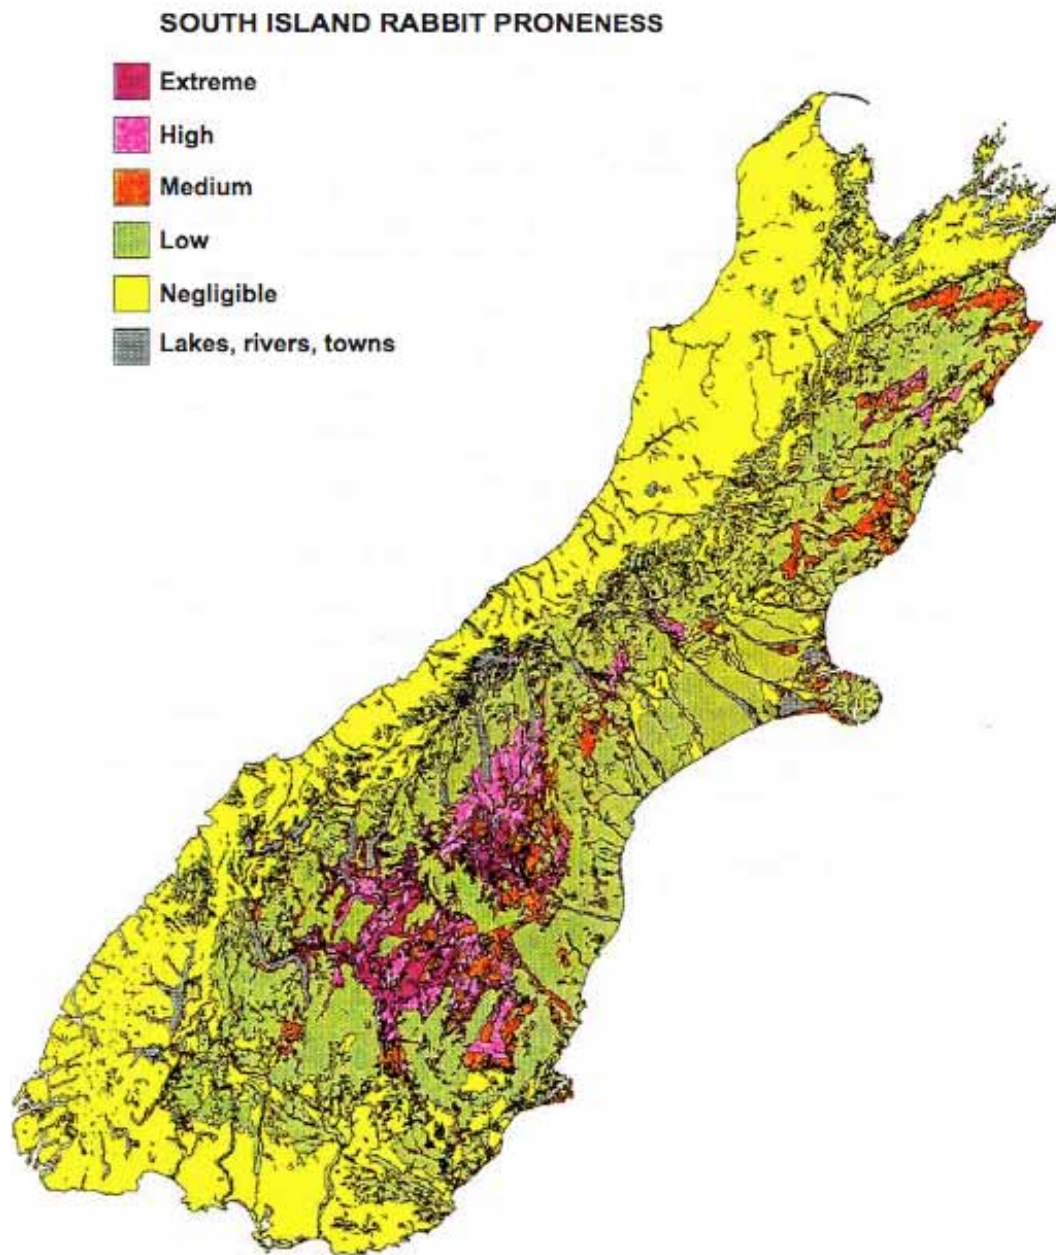 SOUTH ISLAND RABBIT PRONENESS
Extreme
High
Medium
Low
Negligible
Lakes, rivers, towns